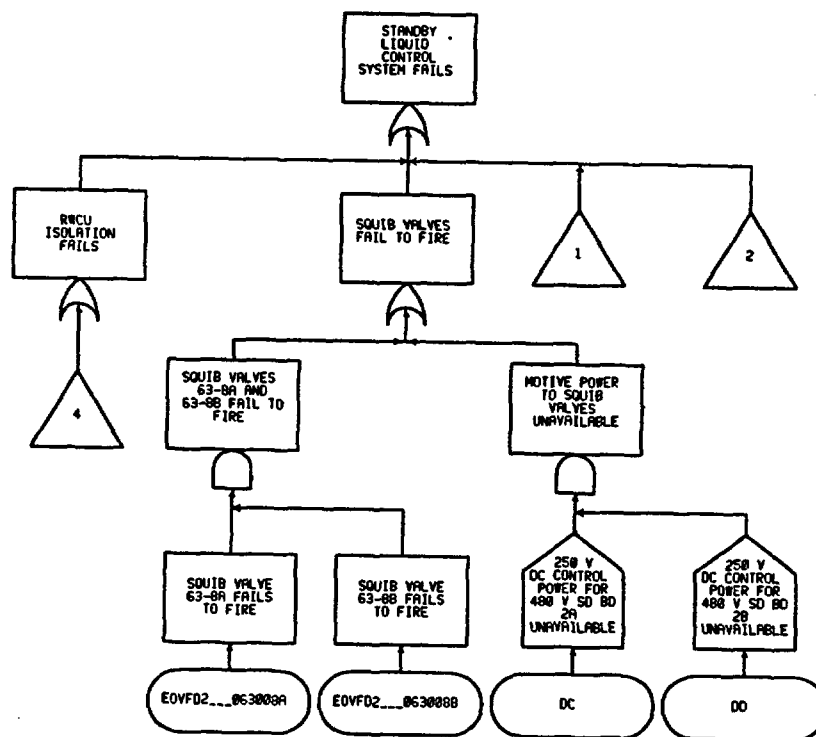 STANDBY
LIQUID
CONTROL
SYSTEM FAILS
RWCU
ISOLATION
FAILS
SQUIB VALVES
FAIL TO FIRE
1
2
4
SQUIB VALVES
63-8A AND
63-8B FAIL TO
FIRE
MOTIVE POWER
TO SQUIB
VALVES
UNAVAILABLE
SQUIB VALVE
63-8A FAILS
TO FIRE
SQUIB VALVE
63-8B FAILS
TO FIRE
250 V
DC CONTROL
POWER FOR
480 V SD BD
2A
UNAVAILABLE
250 V
DC CONTROL
POWER FOR
480 V SD BD
2B
UNAVAILABLE
EOVFD2___063008A
EOVFD2___063008B
DC
DD